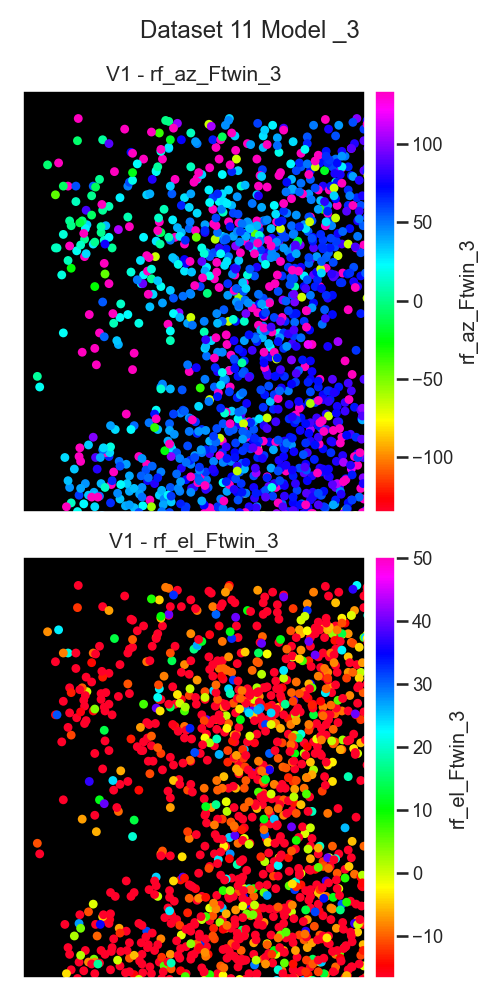 Dataset 11 Model _3
V1 - rf_az_Ftwin_3
100
50
0
−50
−100
rf_az_Ftwin_3
V1 - rf_el_Ftwin_3
50
40
30
20
10
0
−10
rf_el_Ftwin_3